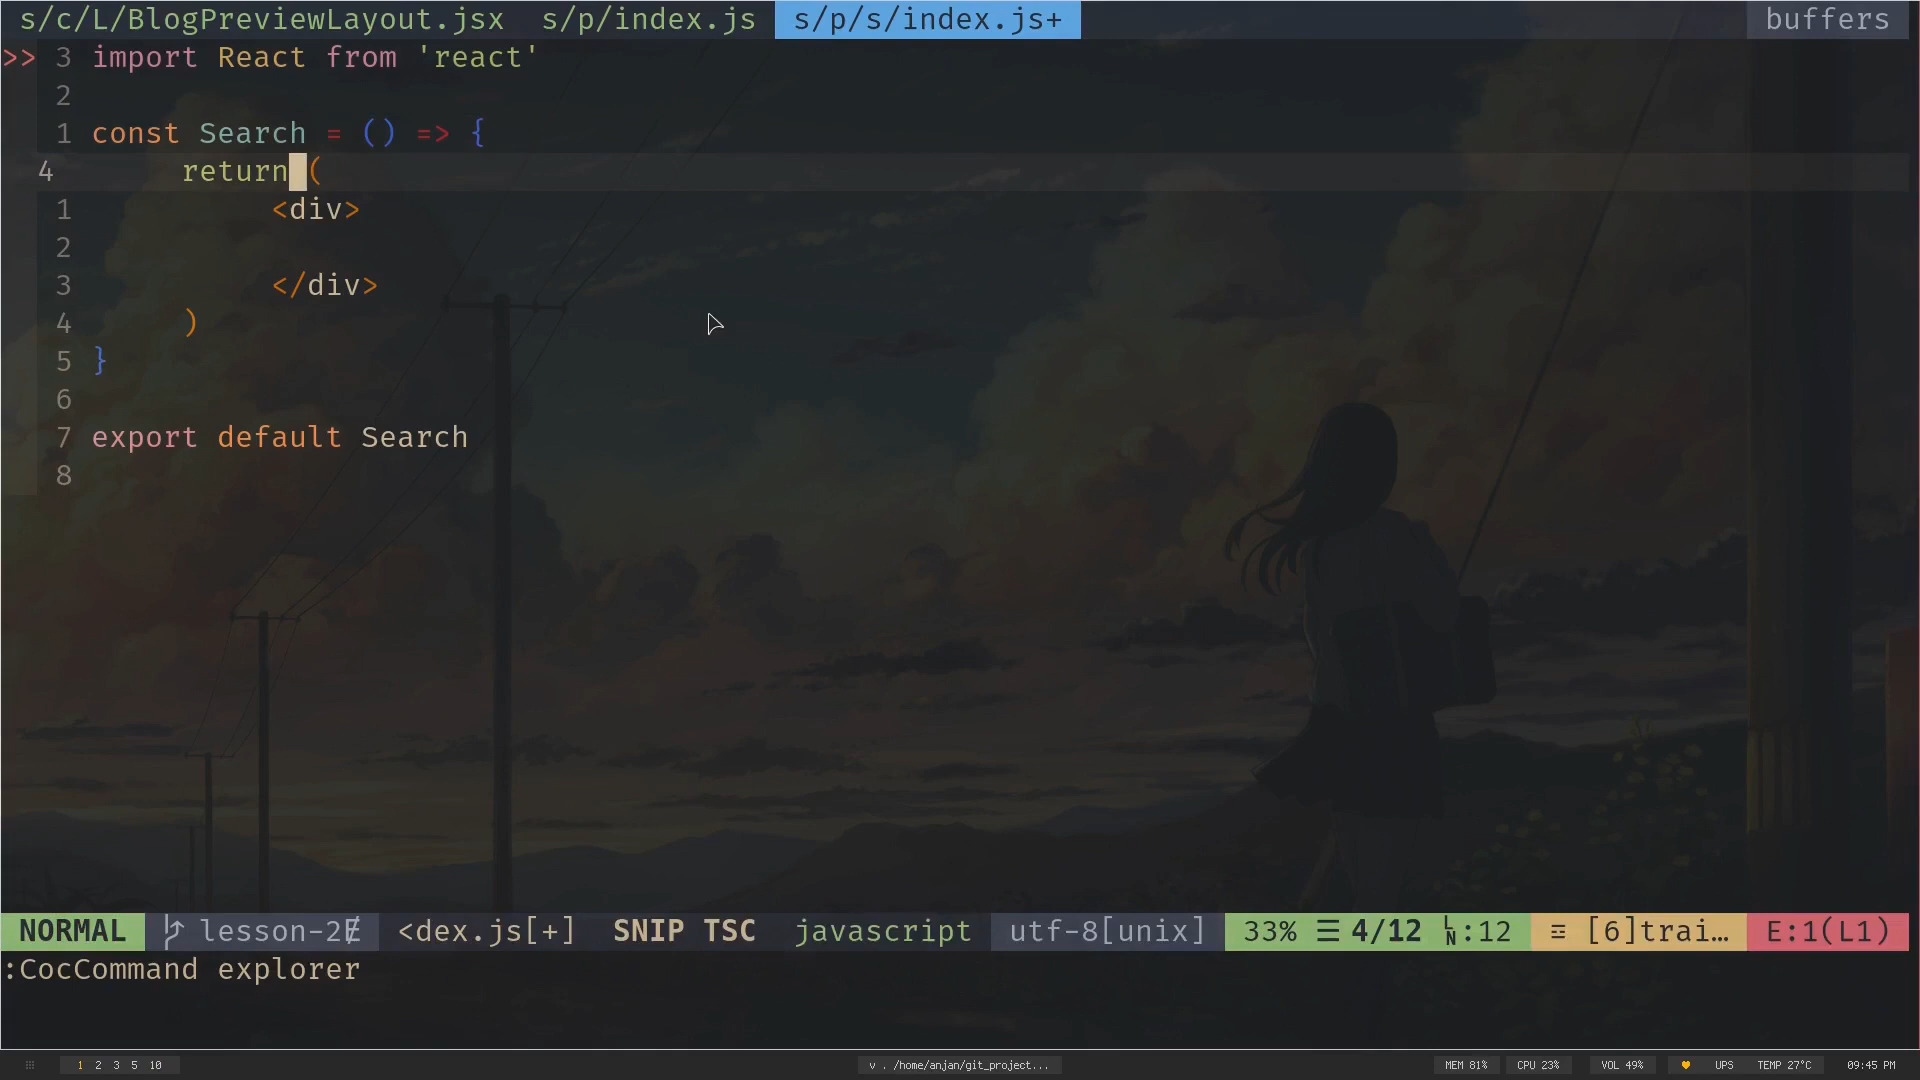 s/c/L/BlogPreviewLayout.jsx s/p/index.js s/p/s/index.js+ buffers
>> 3 import React from 'react'
2
1 const Search = () => {
4 return (
1 <div>
2
3 </div>
4 )
5 }
6
7 export default Search
8
NORMAL lesson-2 <dex.js[+] SNIP TSC javascript utf-8[unix] 33% ☰ 4/12 LN:12 [6]trai… E:1(L1)
:CocCommand explorer
1 2 3 5 10 v . /home/anjan/git_project... MEM 81% CPU 23% VOL 49% UPS TEMP 27°C 09:45 PM